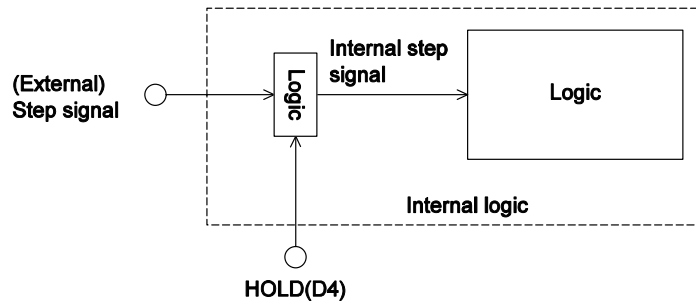 (External)
Step signal
Logic
Internal step
signal
Logic
Internal logic
HOLD(D4)